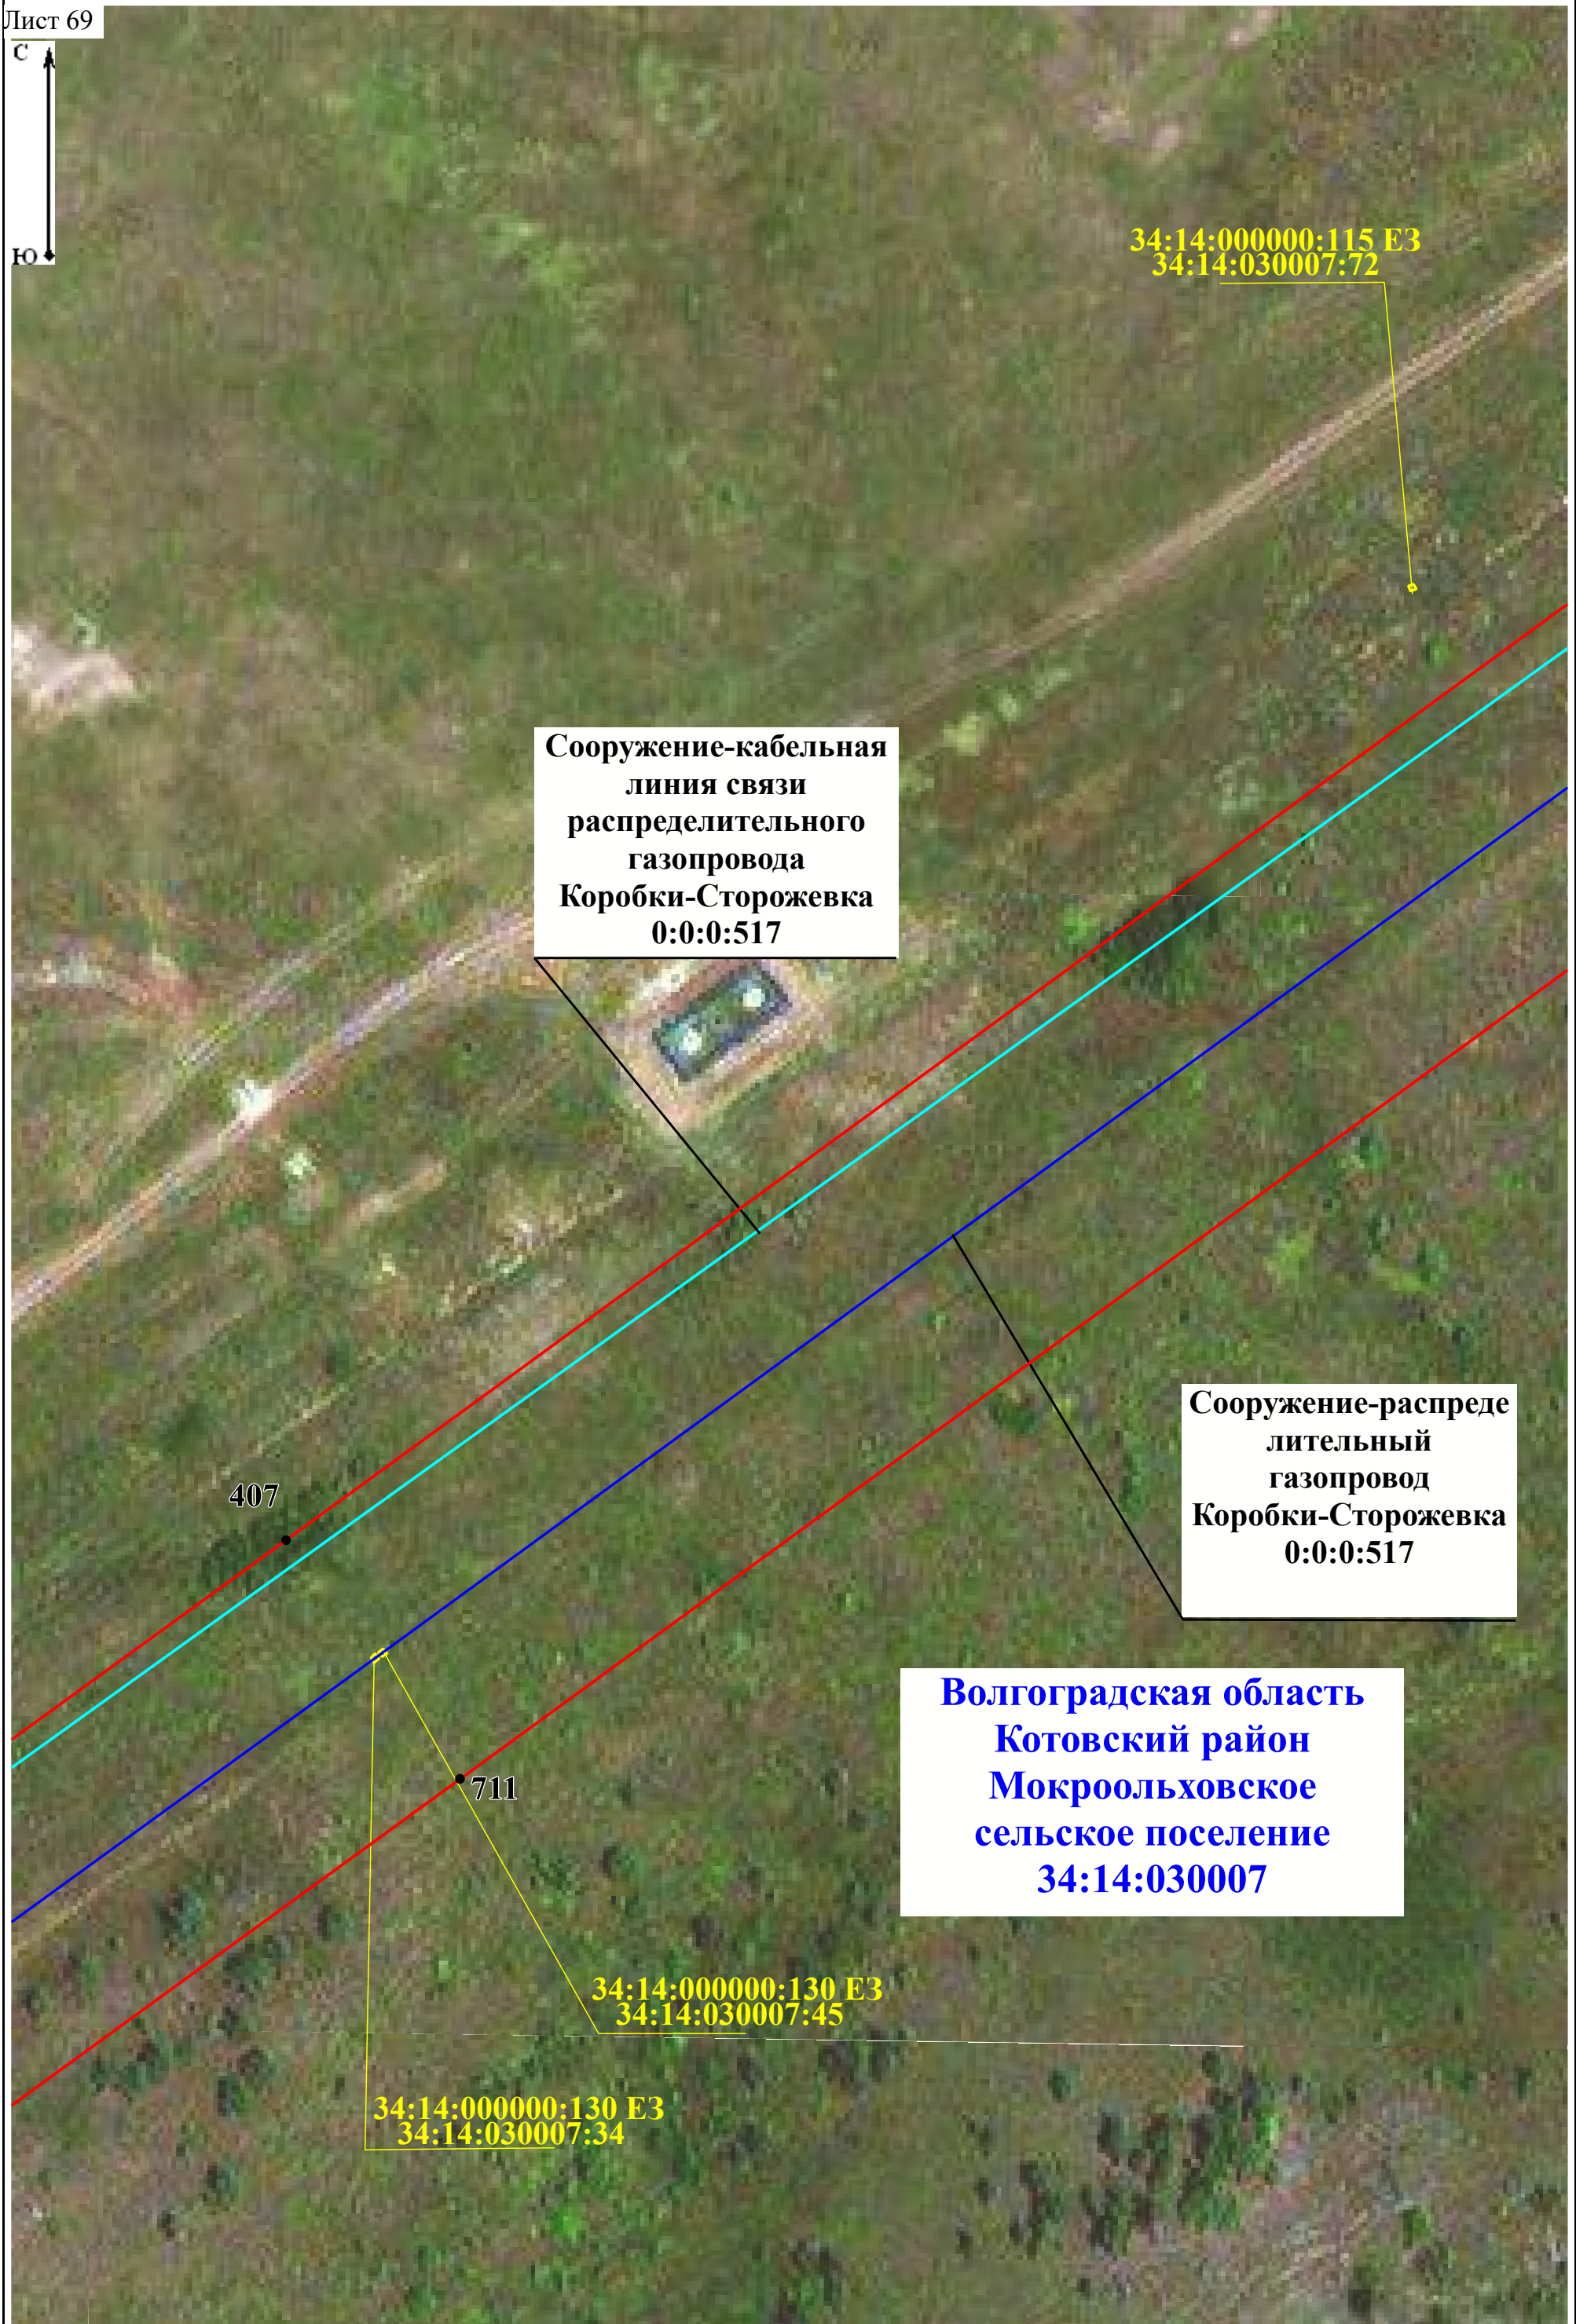 Лист 69
С
Ю
34:14:000000:115 ЕЗ
34:14:030007:72
Сооружение-кабельная
линия связи
распределительного
газопровода
Коробки-Сторожевка
0:0:0:517
Сооружение-распреде
лительный
газопровод
Коробки-Сторожевка
0:0:0:517
407
711
Волгоградская область
Котовский район
Мокроольховское
сельское поселение
34:14:030007
34:14:000000:130 ЕЗ
34:14:030007:45
34:14:000000:130 ЕЗ
34:14:030007:34